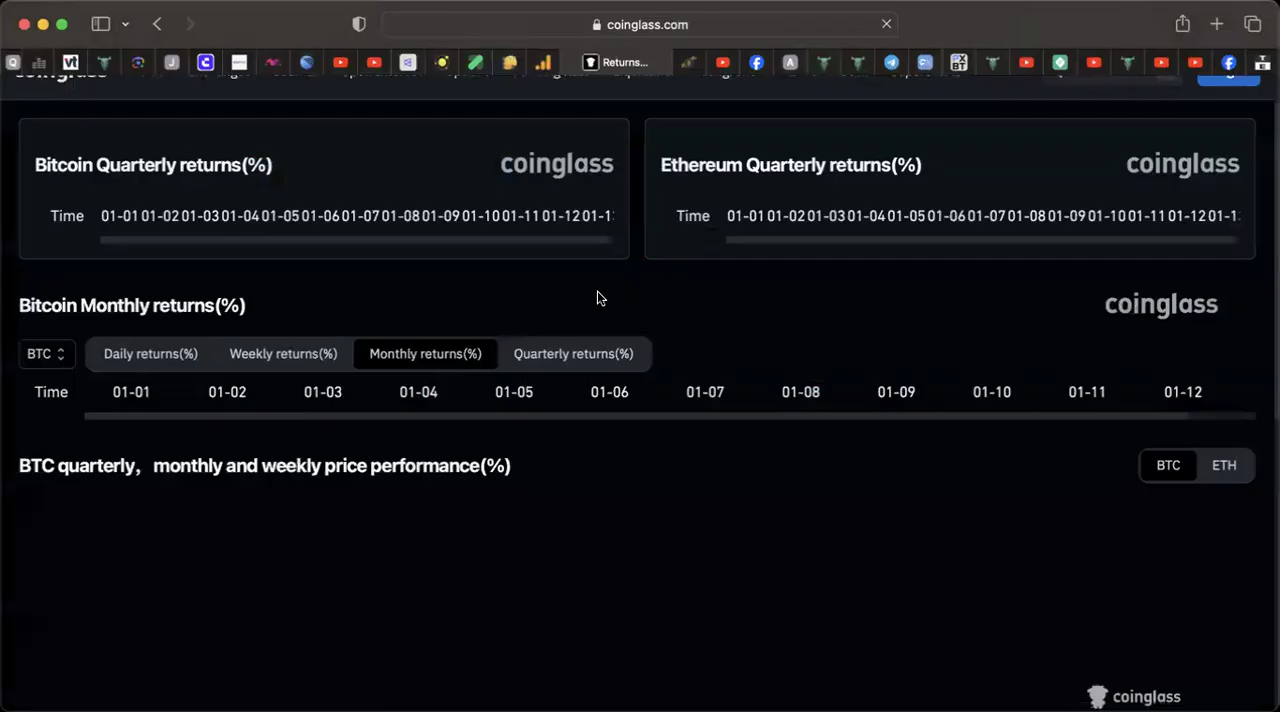 coinglass.com
Returns...
Bitcoin Quarterly returns(%)
coinglass
Time 01-01 01-02 01-03 01-04 01-05 01-06 01-07 01-08 01-09 01-10 01-11 01-12 01-1
Ethereum Quarterly returns(%)
coinglass
Time 01-01 01-02 01-03 01-04 01-05 01-06 01-07 01-08 01-09 01-10 01-11 01-12 01-1
Bitcoin Monthly returns(%)
coinglass
BTC Daily returns(%) Weekly returns(%) Monthly returns(%) Quarterly returns(%)
Time 01-01 01-02 01-03 01-04 01-05 01-06 01-07 01-08 01-09 01-10 01-11 01-12
BTC quarterly, monthly and weekly price performance(%)
BTC ETH
coinglass